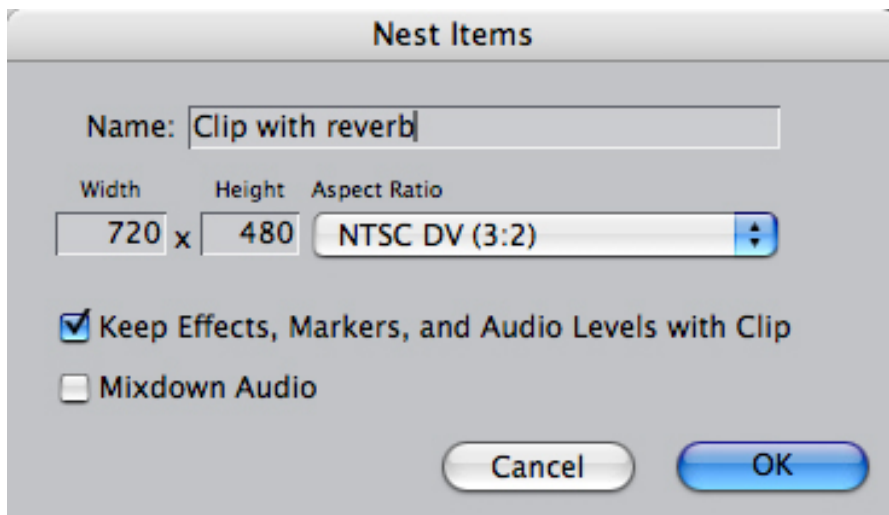 Nest Items
Name: Clip with reverb
Width Height Aspect Ratio
720 x 480 NTSC DV (3:2)
Keep Effects, Markers, and Audio Levels with Clip
Mixdown Audio
Cancel OK